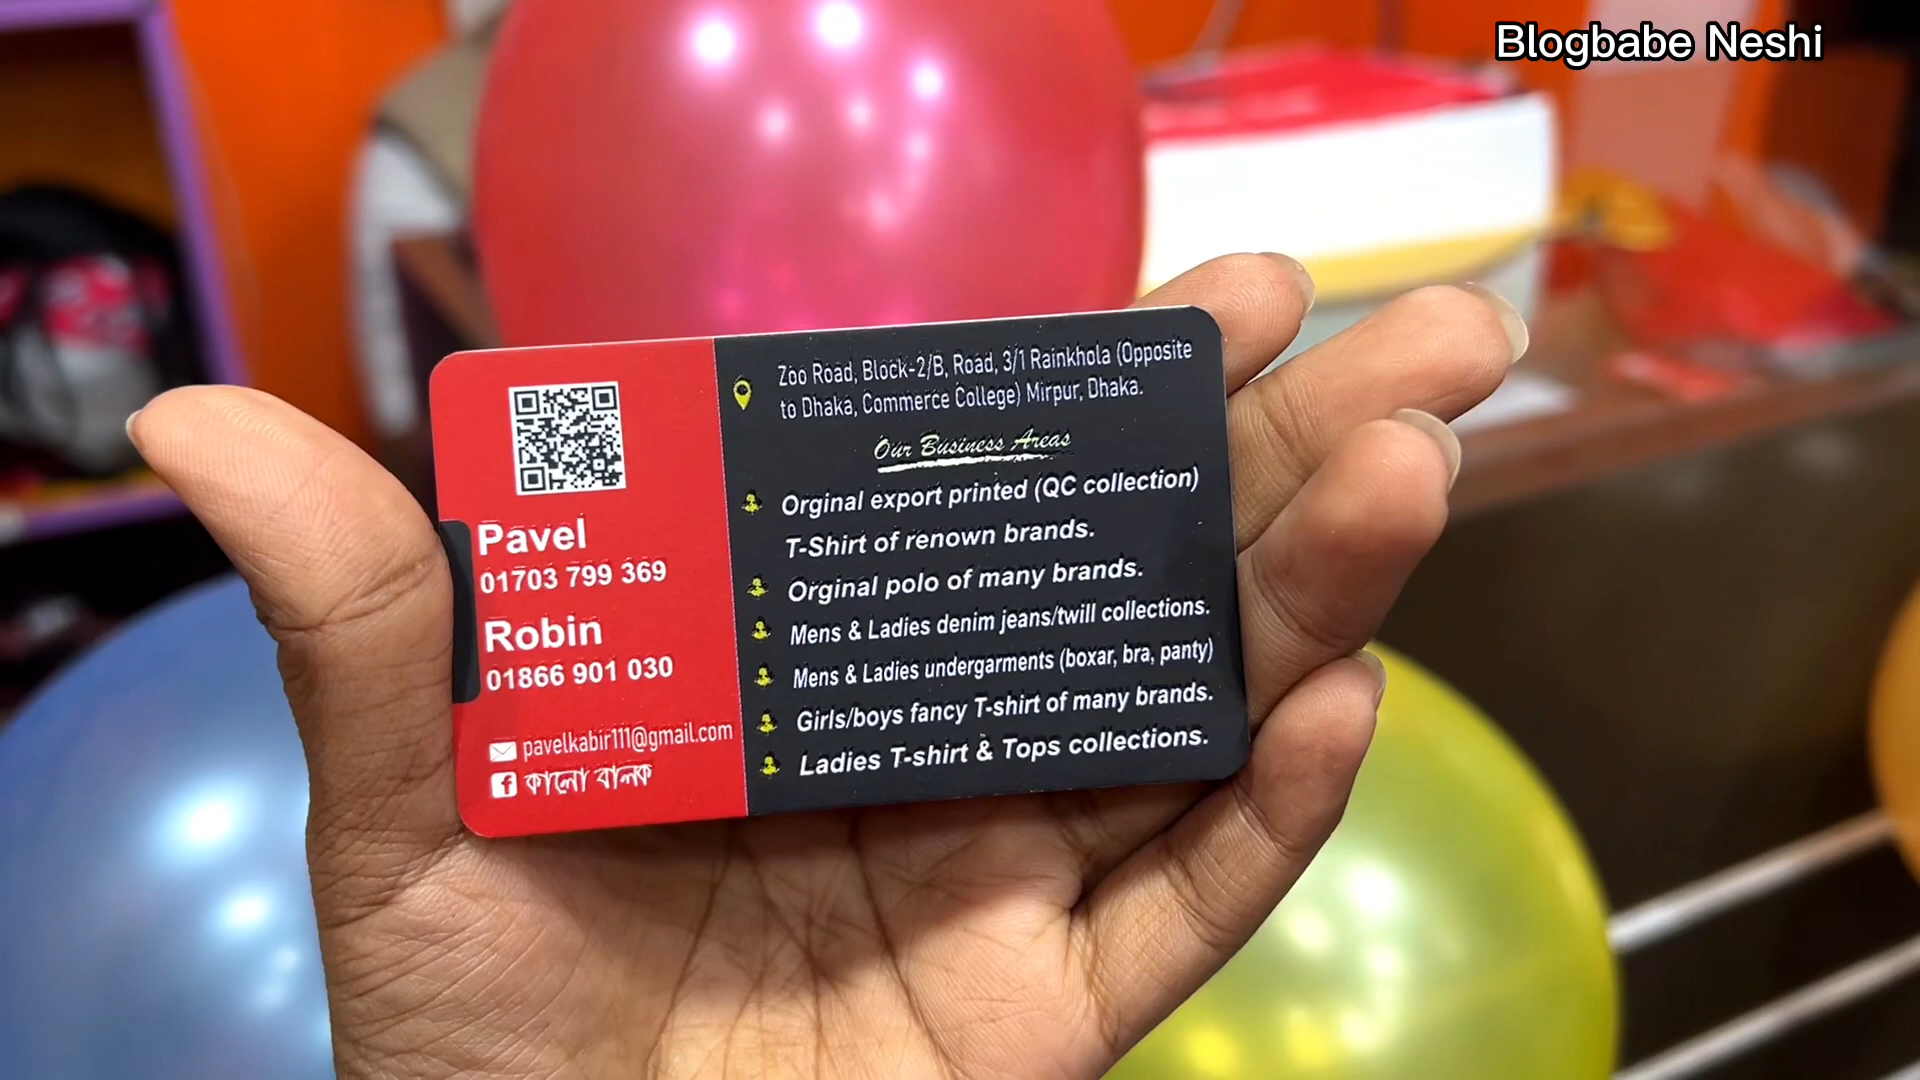 Blogbabe Neshi
Pavel
01703 799 369
Robin
01866 901 030
pavelkabir111@gmail.com
কালো বালক
Zoo Road, Block-2/B, Road, 3/1 Rainkhola (Opposite
to Dhaka, Commerce College) Mirpur, Dhaka.
Our Business Areas
Orginal export printed (QC collection)
T-Shirt of renown brands.
Orginal polo of many brands.
Mens & Ladies denim jeans/twill collections.
Mens & Ladies undergarments (boxar, bra, panty)
Girls/boys fancy T-shirt of many brands.
Ladies T-shirt & Tops collections.